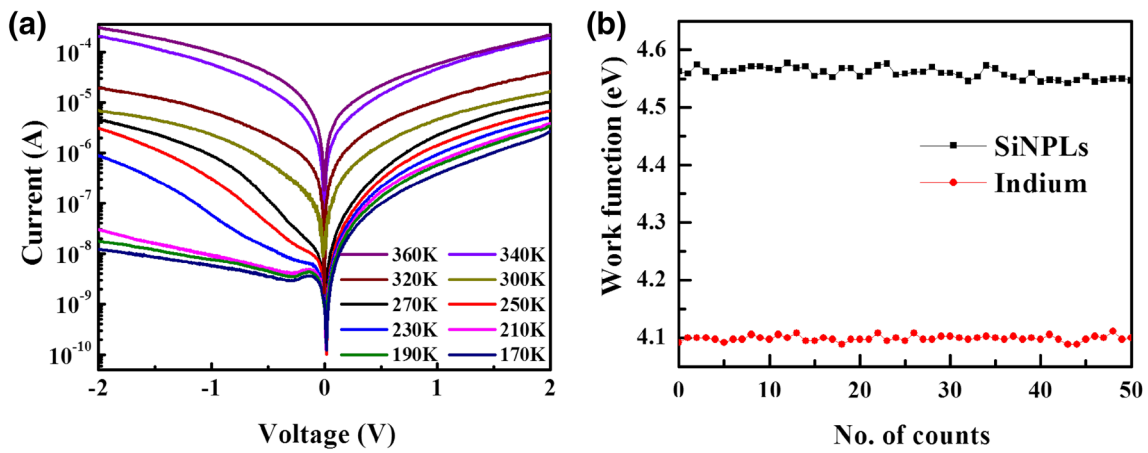 (a)
Current (A)
10⁻⁴
10⁻⁵
10⁻⁶
10⁻⁷
10⁻⁸
10⁻⁹
10⁻¹⁰
360K 340K
320K 300K
270K 250K
230K 210K
190K 170K
-2 -1 0 1 2
Voltage (V)
(b)
Work function (eV)
4.6
4.5
4.4
4.3
4.2
4.1
SiNPLs
Indium
0 10 20 30 40 50
No. of counts